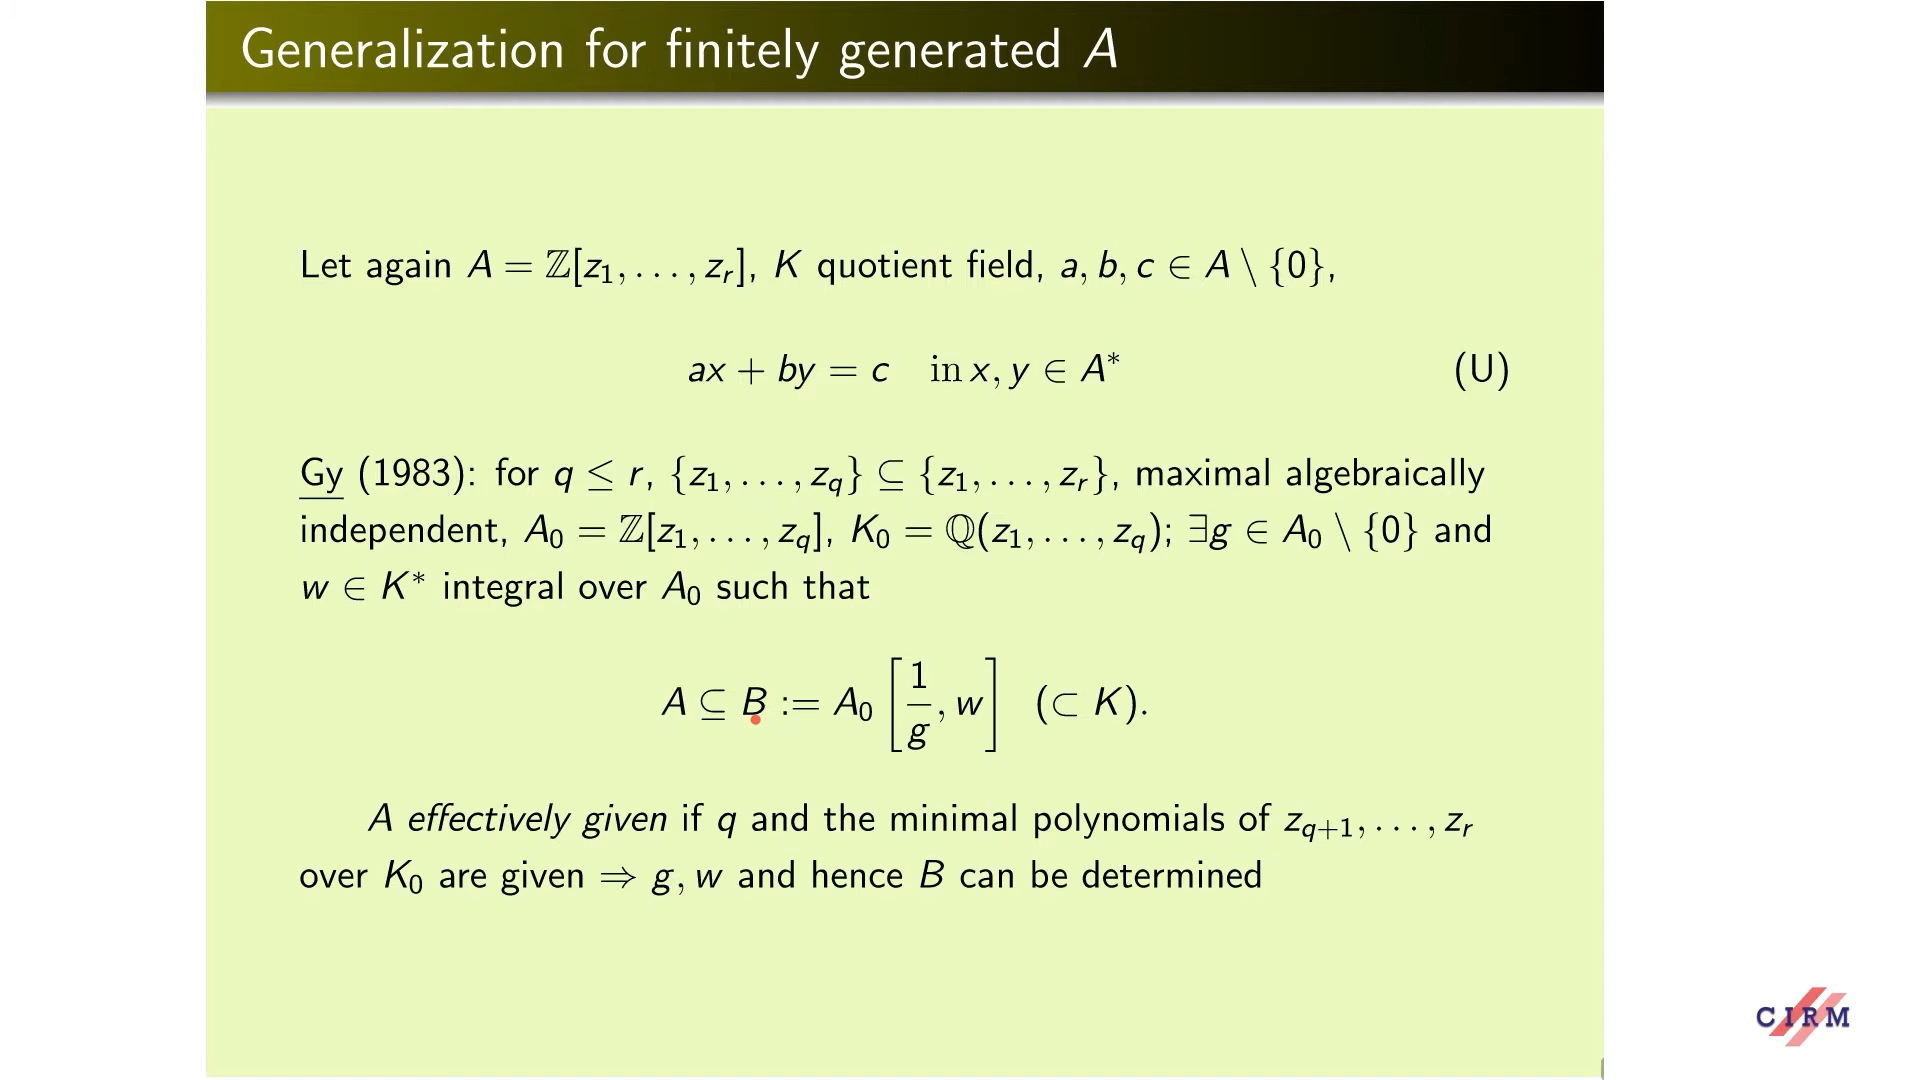 Generalization for finitely generated A
Let again A = ℤ[z₁, . . . , zᵣ], K quotient field, a, b, c ∈ A \ {0},
ax + by = c in x, y ∈ A* (U)
Gy (1983): for q ≤ r, {z₁, . . . , z_q} ⊆ {z₁, . . . , zᵣ}, maximal algebraically
independent, A₀ = ℤ[z₁, . . . , z_q], K₀ = ℚ(z₁, . . . , z_q); ∃g ∈ A₀ \ {0} and
w ∈ K* integral over A₀ such that
A ⊆ B := A₀ [1/g, w] (⊂ K).
A effectively given if q and the minimal polynomials of z_{q+1}, . . . , zᵣ
over K₀ are given ⇒ g, w and hence B can be determined
CIRM